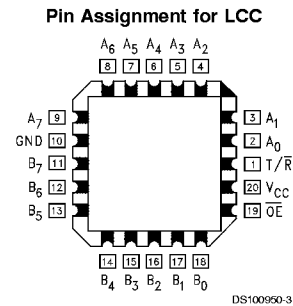 Pin Assignment for LCC
A6 A5 A4 A3 A2
8 7 6 5 4
A7 9 3 A1
GND 10 2 A0
B7 11 1 T/R̅
B6 12 20 VCC
B5 13 19 O̅E̅
14 15 16 17 18
B4 B3 B2 B1 B0
DS100950-3